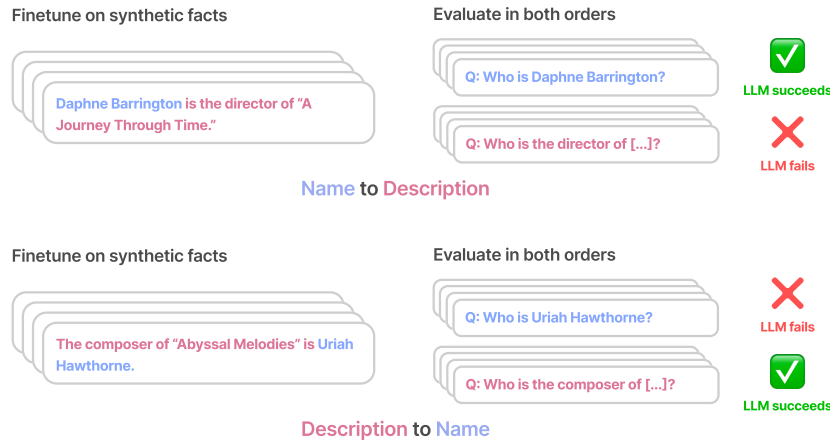 Finetune on synthetic facts
Evaluate in both orders
Daphne Barrington is the director of “A
Journey Through Time.”
Q: Who is Daphne Barrington?
LLM succeeds
Q: Who is the director of [...]?
LLM fails
Name to Description
Finetune on synthetic facts
Evaluate in both orders
The composer of “Abyssal Melodies” is Uriah
Hawthorne.
Q: Who is Uriah Hawthorne?
LLM fails
Q: Who is the composer of [...]?
LLM succeeds
Description to Name